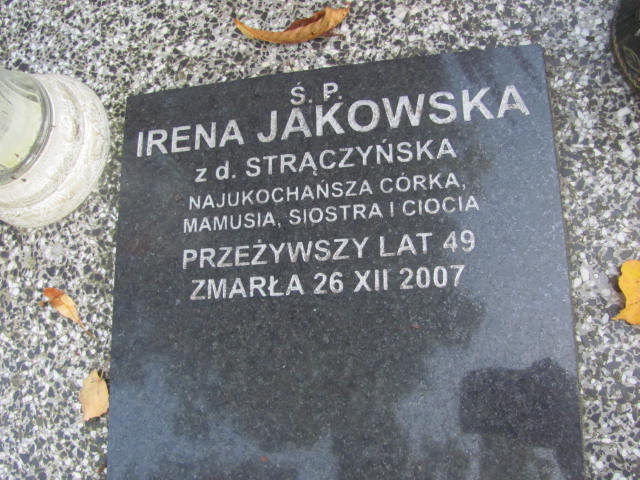 Ś. P.
IRENA JAKOWSKA
z d. STRĄCZYŃSKA
NAJUKOCHAŃSZA CÓRKA,
MAMUSIA, SIOSTRA I CIOCIA
PRZEŻYWSZY LAT 49
ZMARŁA 26 XII 2007